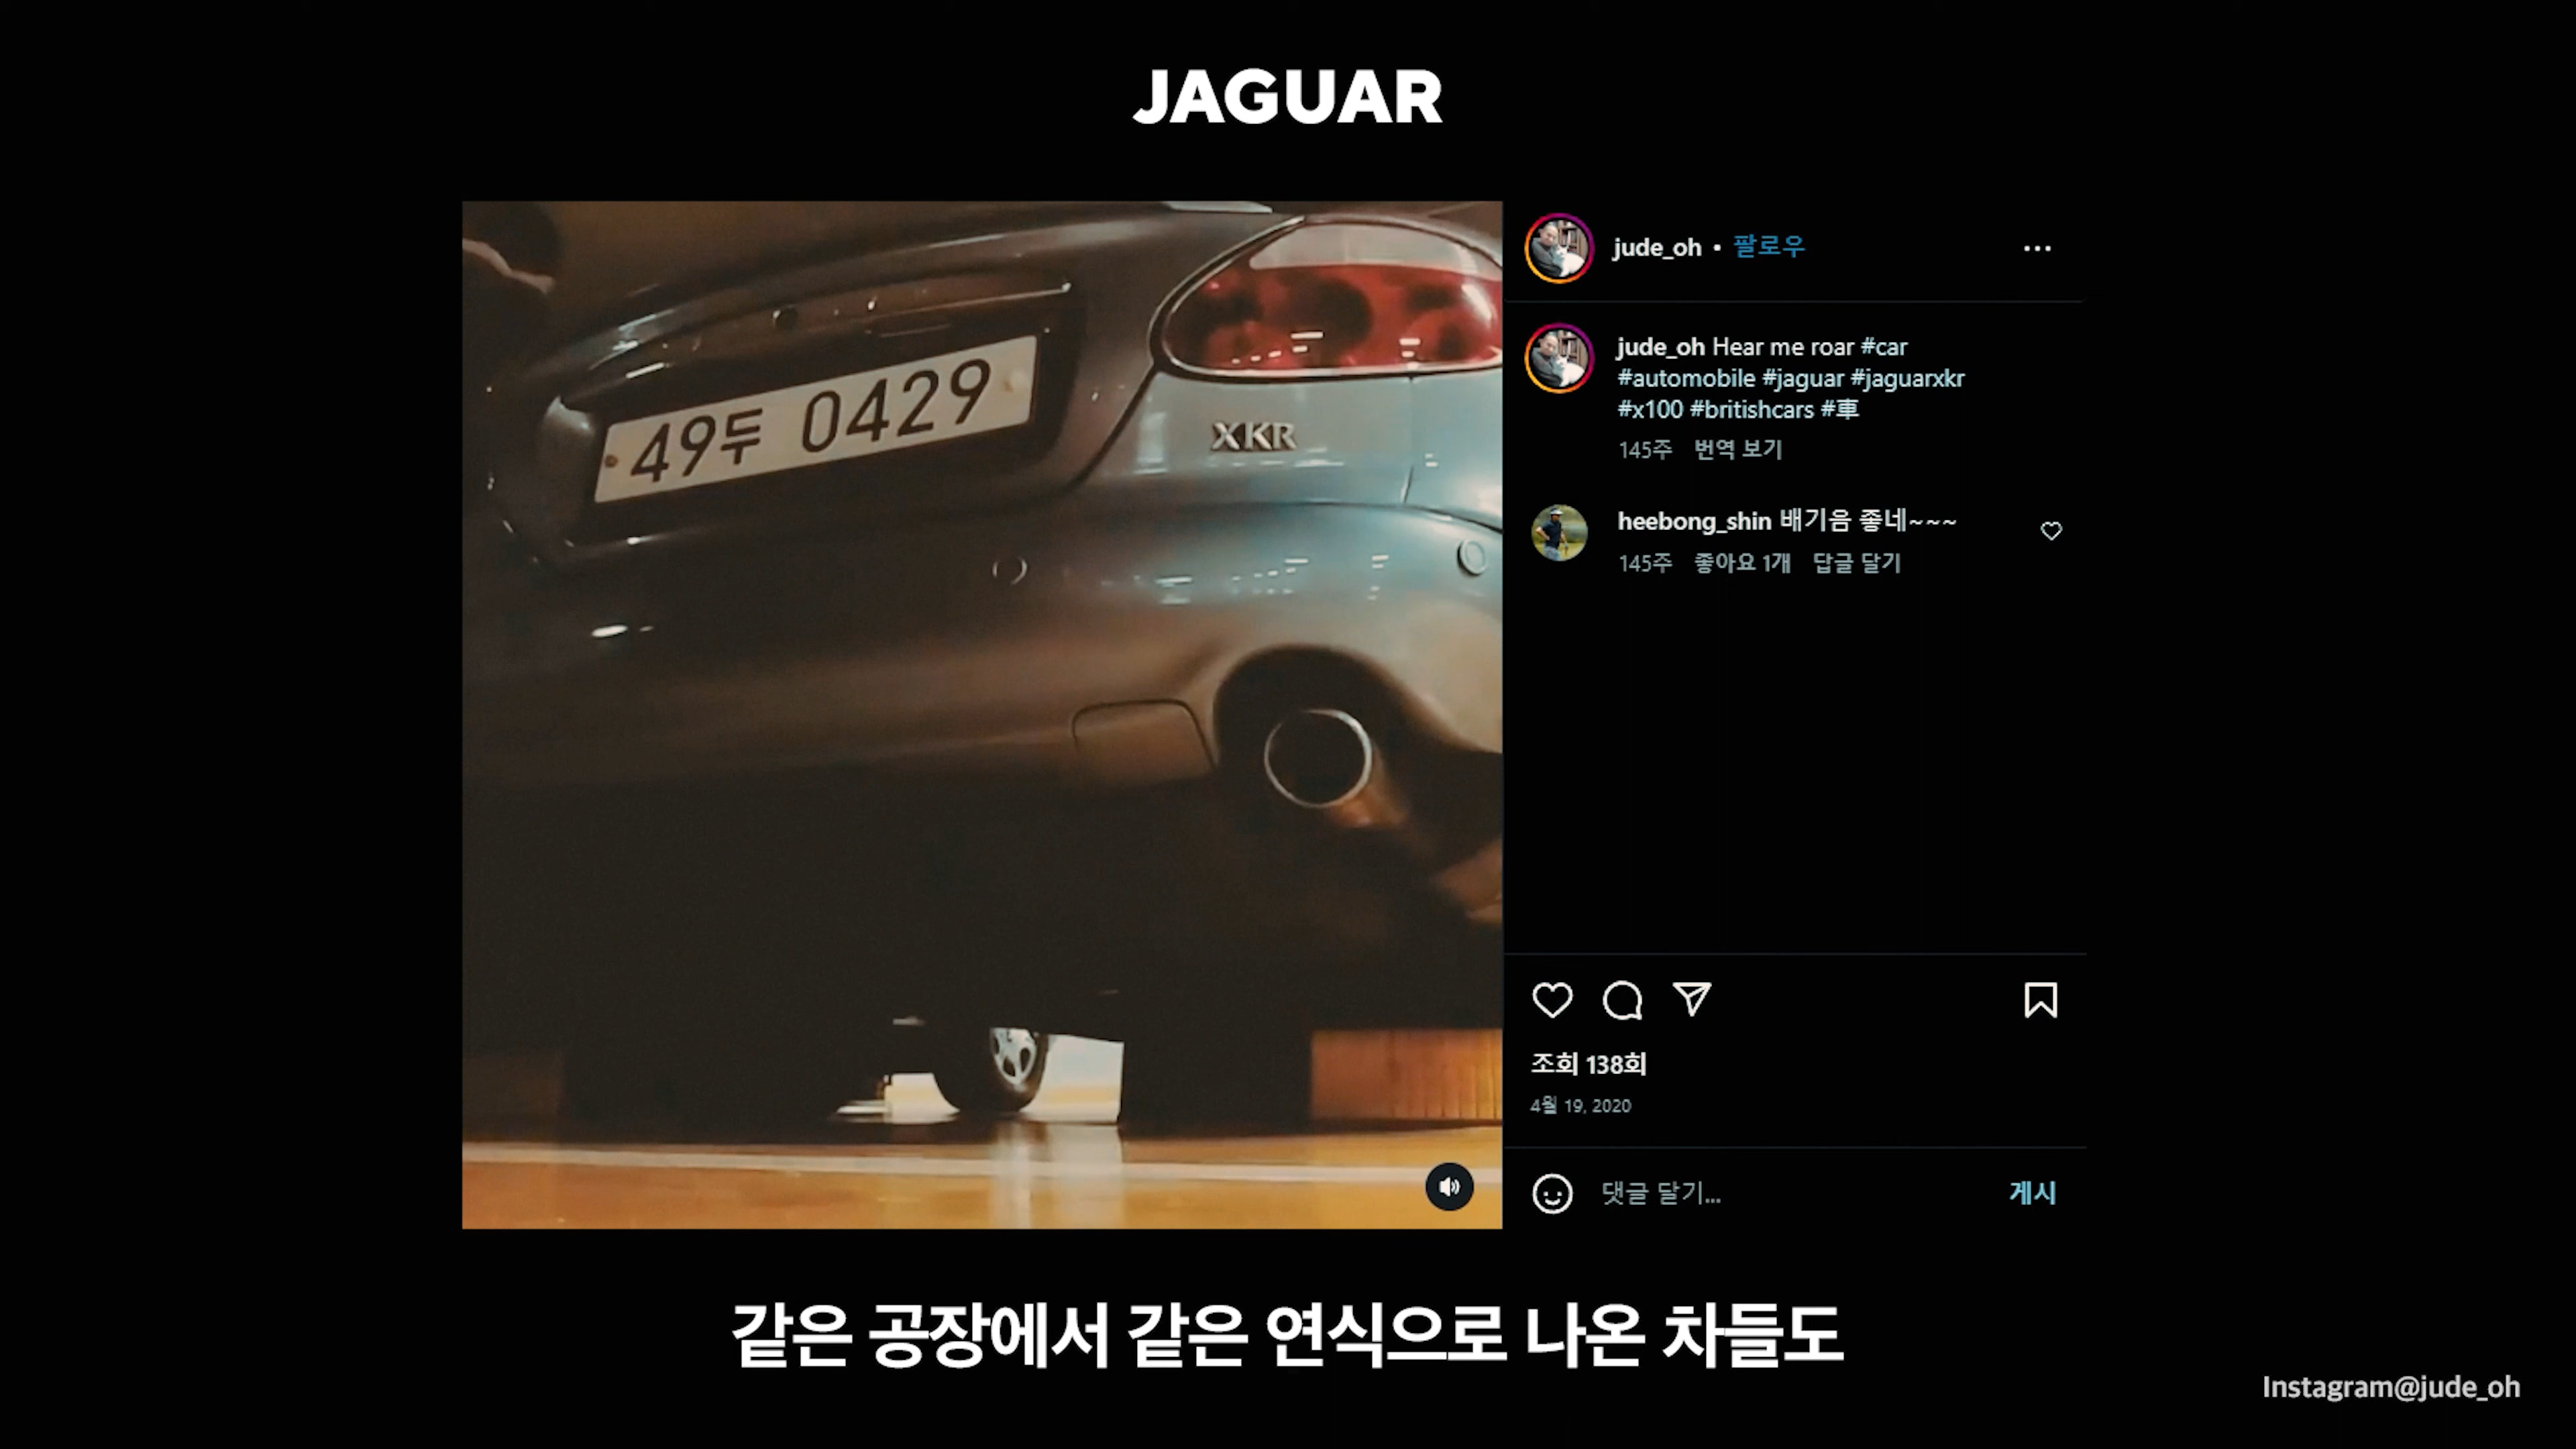 JAGUAR
49두 0429
XKR
jude_oh • 팔로우
jude_oh Hear me roar #car
#automobile #jaguar #jaguarxkr
#x100 #britishcars #車
145주 번역 보기
heebong_shin 배기음 좋네~~~
145주 좋아요 1개 답글 달기
조회 138회
4월 19, 2020
댓글 달기... 게시
같은 공장에서 같은 연식으로 나온 차들도
Instagram@jude_oh